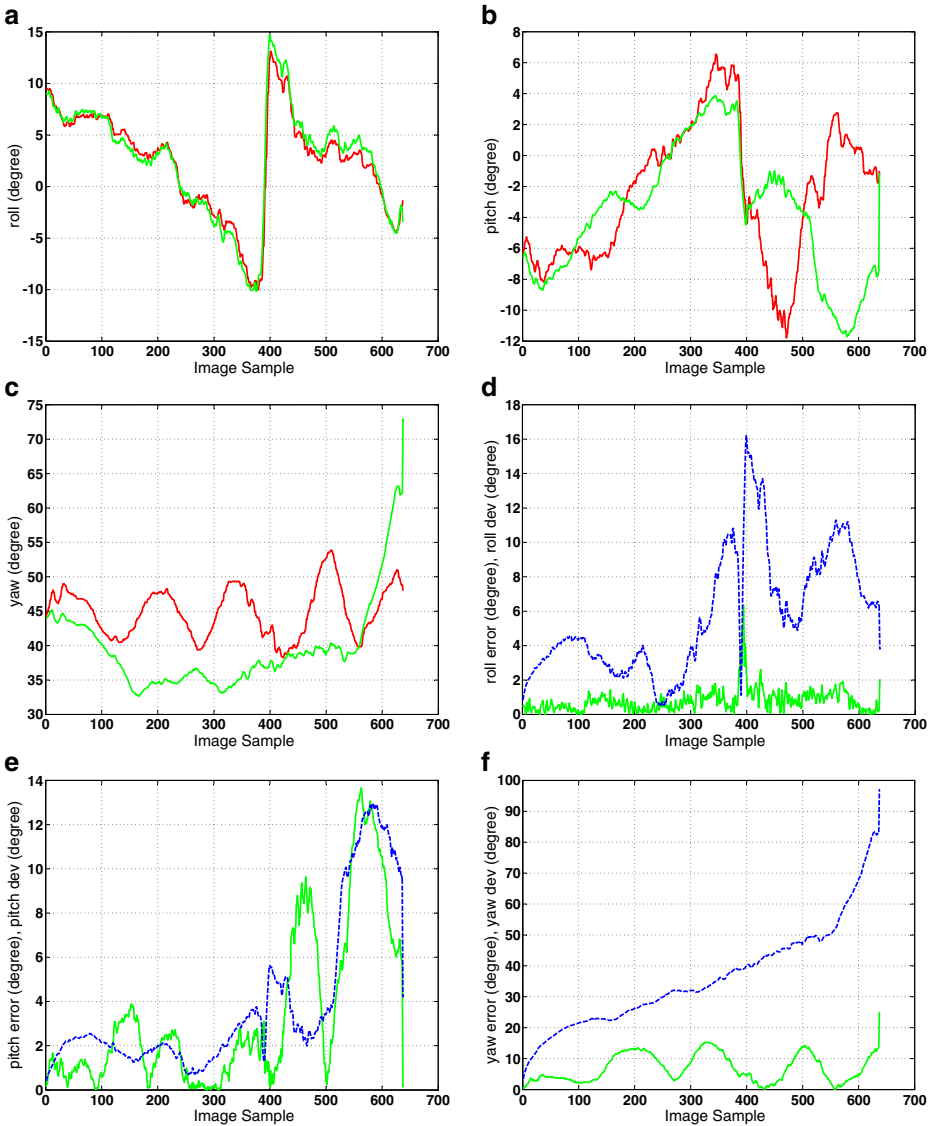 a
15
10
5
0
-5
-10
-15
roll (degree)
0 100 200 300 400 500 600 700
Image Sample
b
8
6
4
2
0
-2
-4
-6
-8
-10
-12
pitch (degree)
0 100 200 300 400 500 600 700
Image Sample
c
75
70
65
60
55
50
45
40
35
30
yaw (degree)
0 100 200 300 400 500 600 700
Image Sample
d
18
16
14
12
10
8
6
4
2
0
roll error (degree), roll dev (degree)
0 100 200 300 400 500 600 700
Image Sample
e
14
12
10
8
6
4
2
0
pitch error (degree), pitch dev (degree)
0 100 200 300 400 500 600 700
Image Sample
f
100
90
80
70
60
50
40
30
20
10
0
yaw error (degree), yaw dev (degree)
0 100 200 300 400 500 600 700
Image Sample